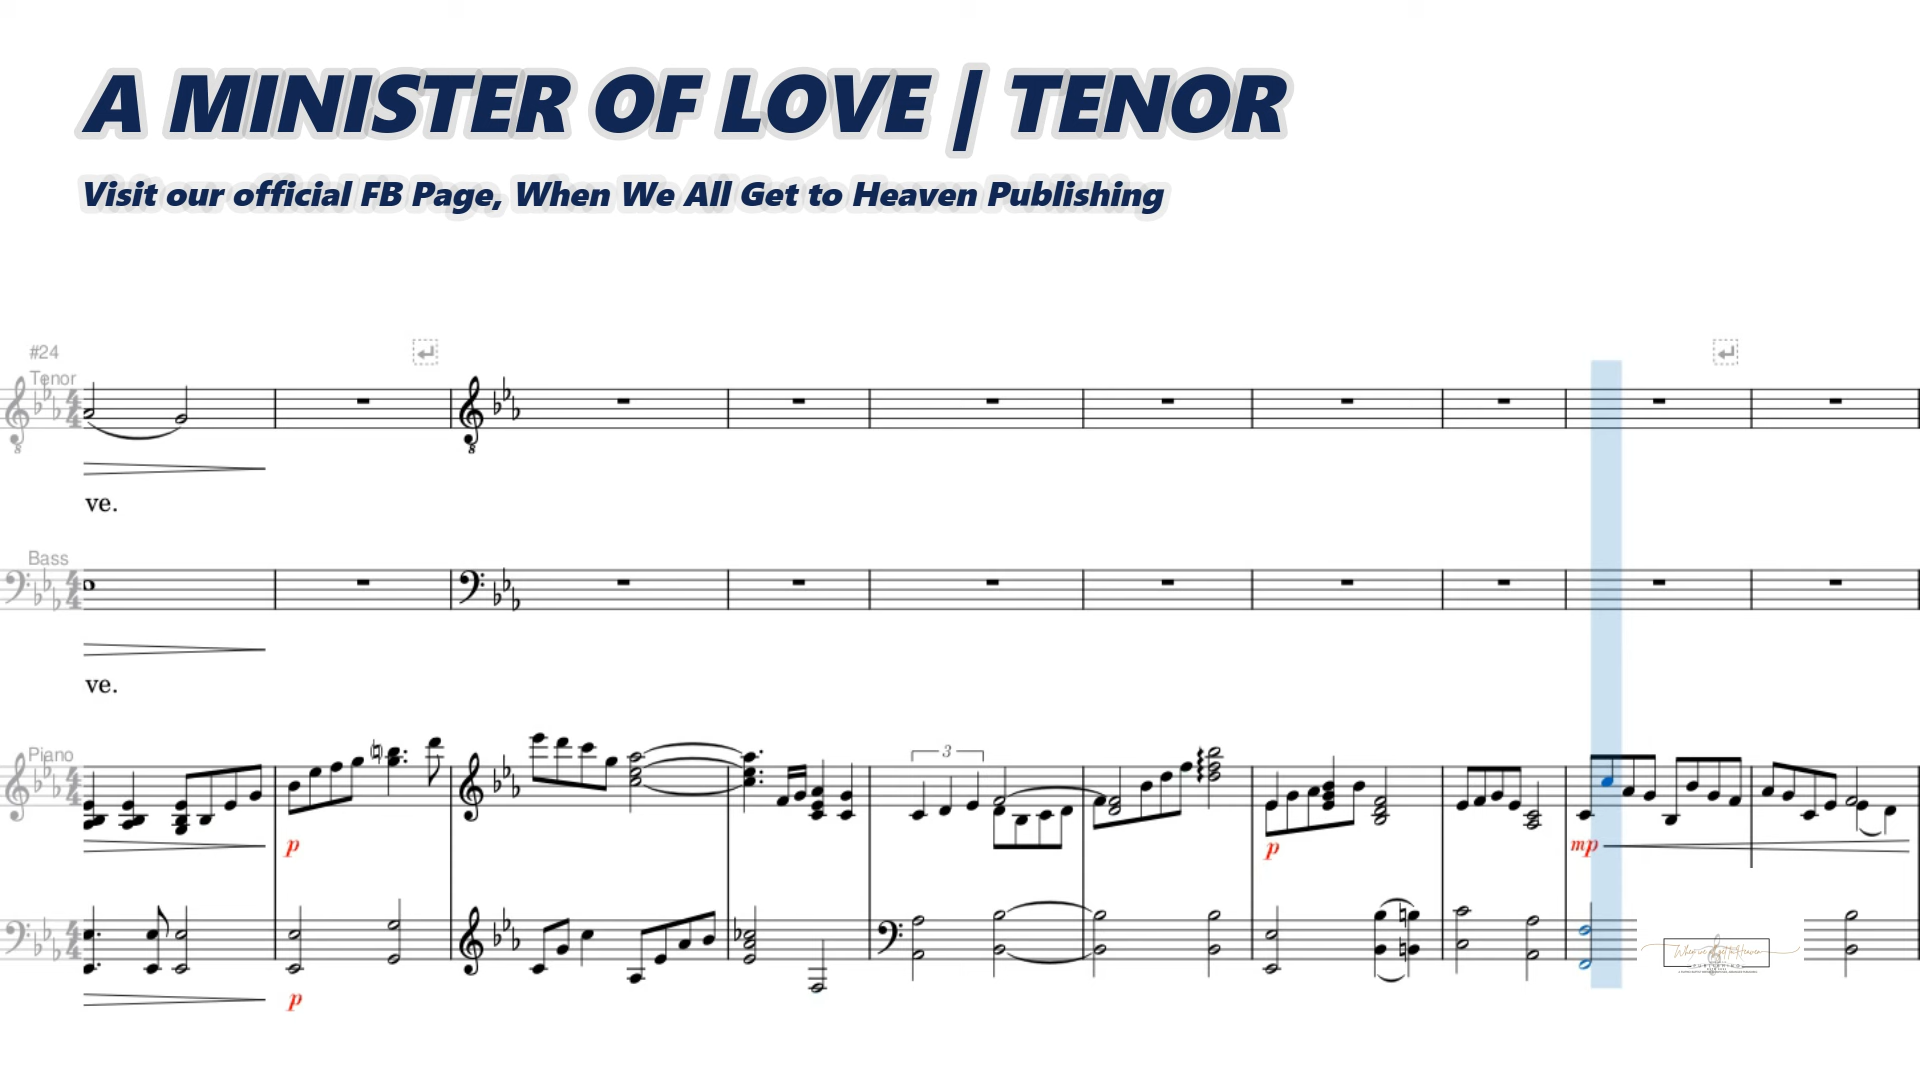 A MINISTER OF LOVE | TENOR
Visit our official FB Page, When We All Get to Heaven Publishing
#24
Tenor
ve.
Bass
ve.
Piano
3
p
p
mp
p
PUBLISHING